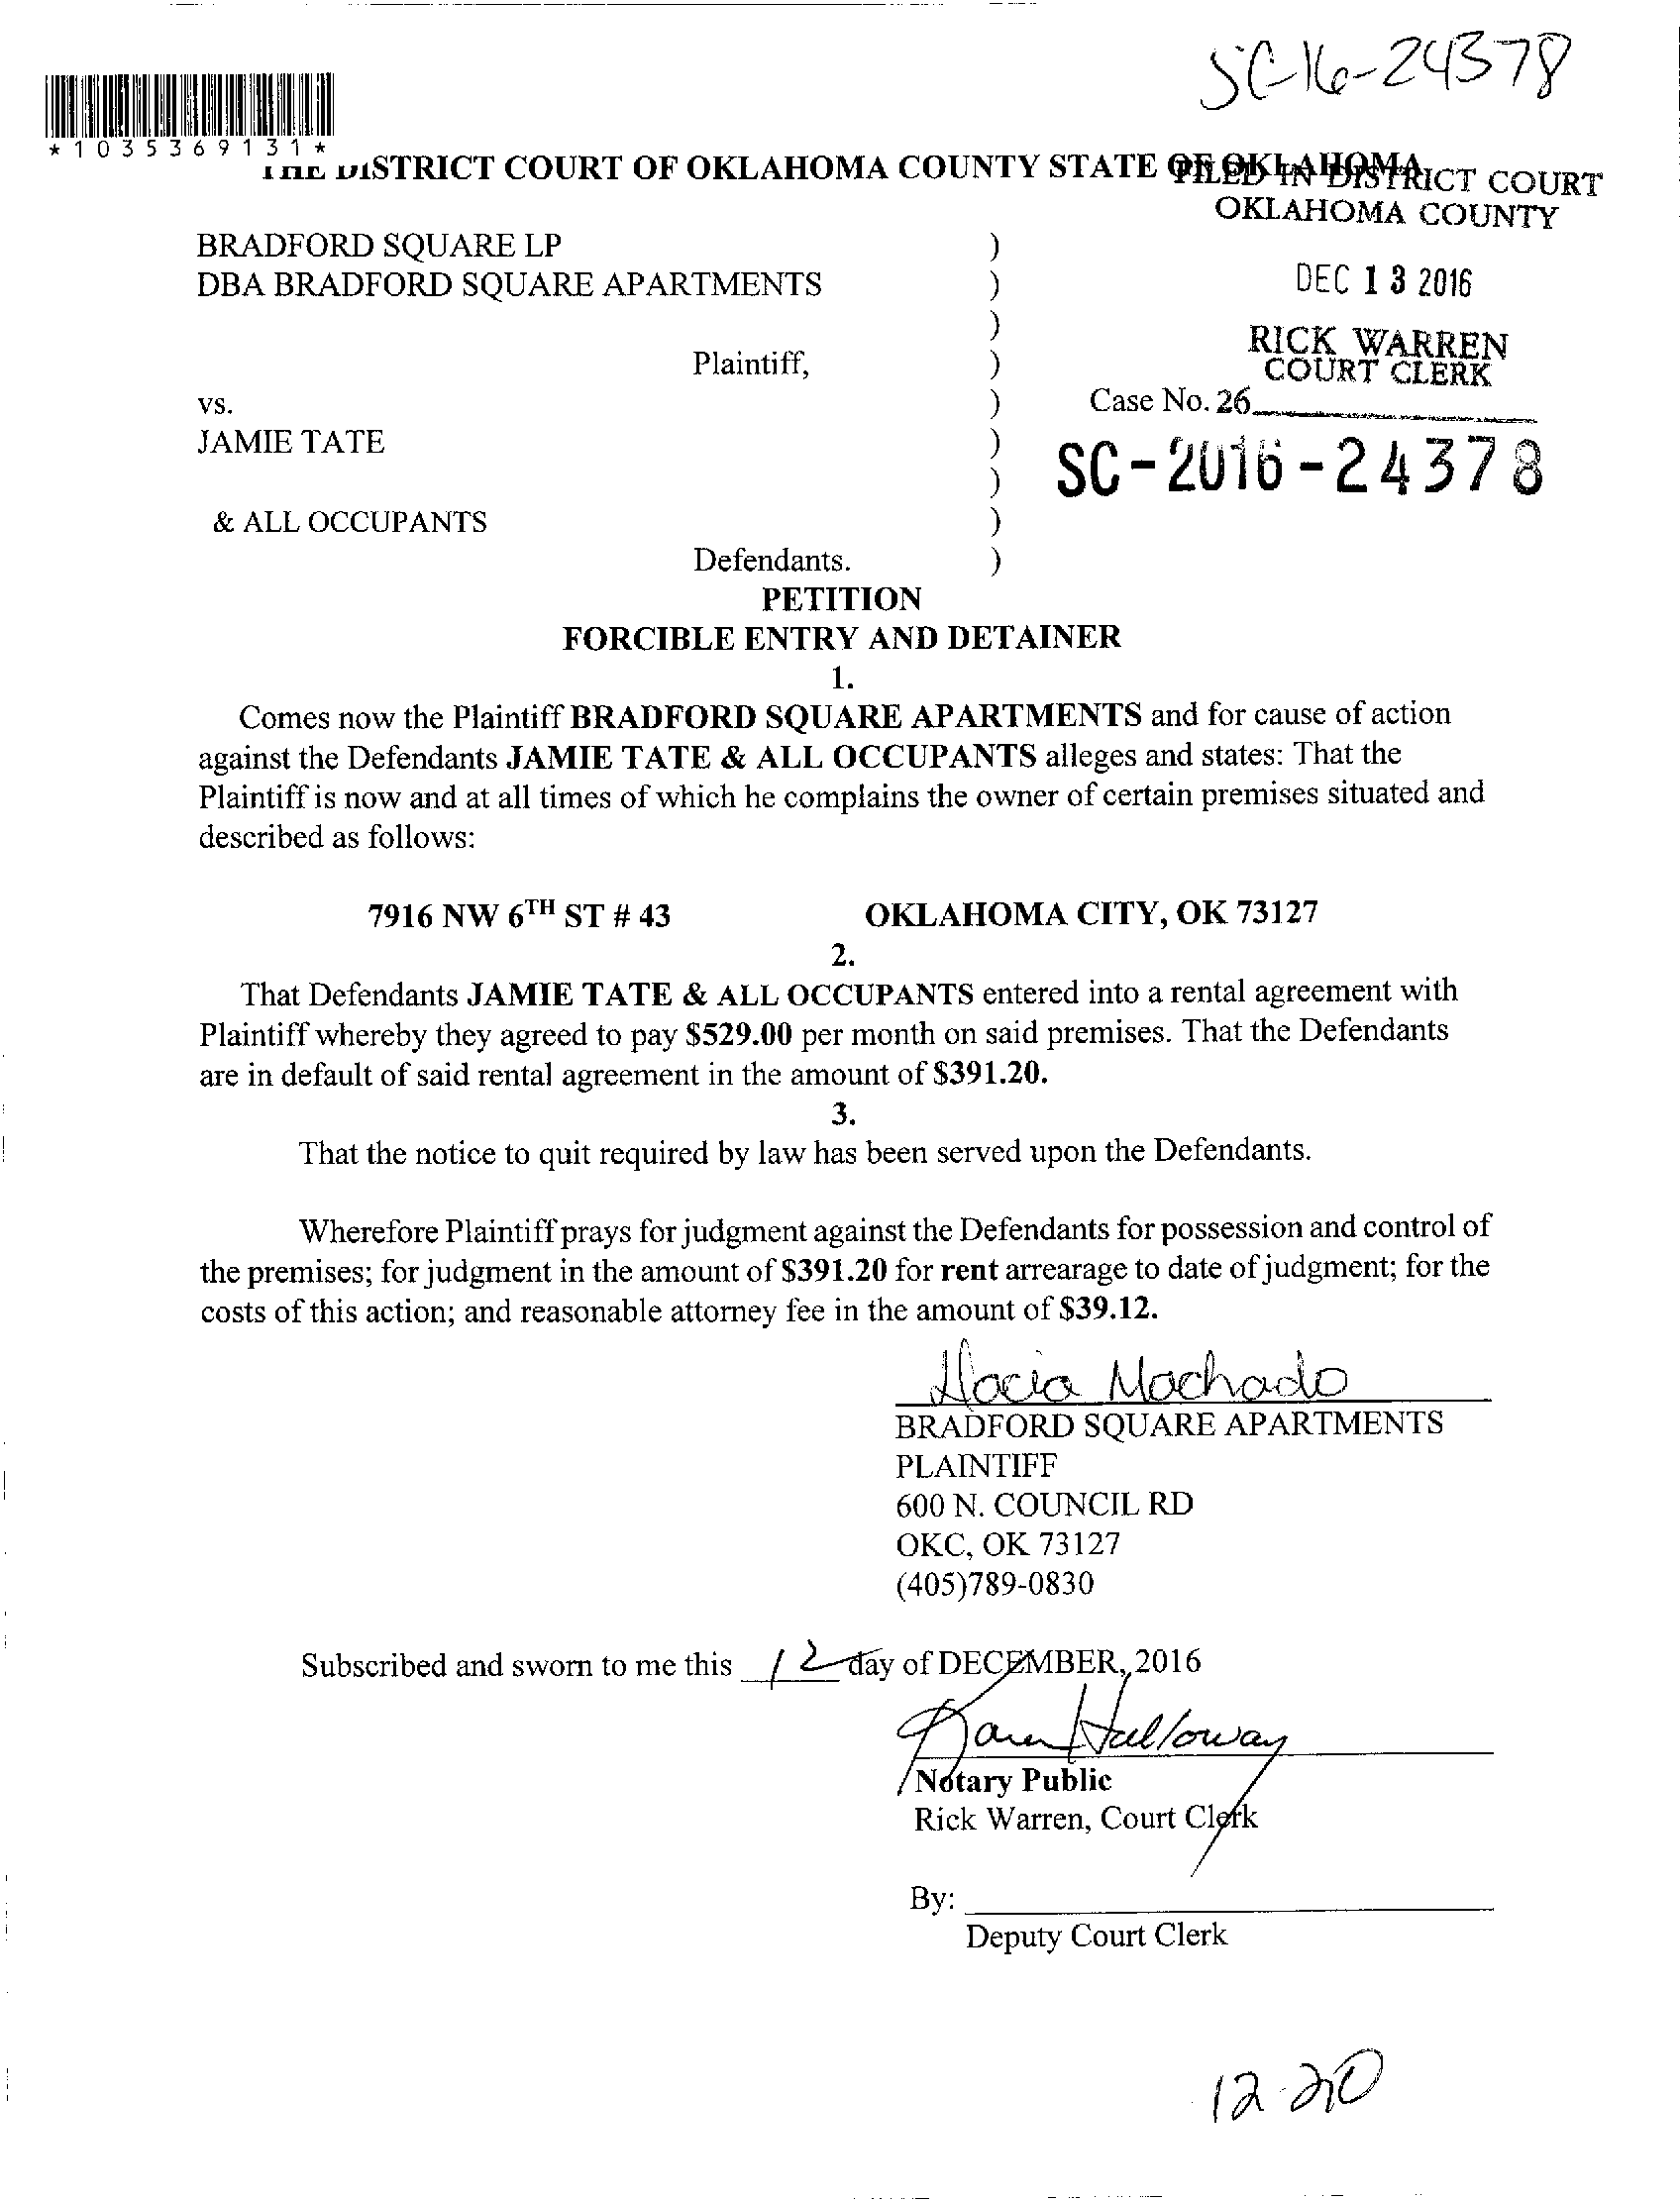 SC-16-24378
*1035369131*
THE DISTRICT COURT OF OKLAHOMA COUNTY STATE OF OKLAHOMA
FILED IN DISTRICT COURT
OKLAHOMA COUNTY
BRADFORD SQUARE LP )
DBA BRADFORD SQUARE APARTMENTS )
DEC 13 2016
)
RICK WARREN
COURT CLERK
Plaintiff, )
vs. ) Case No. 26
JAMIE TATE )
SC-2016-24378
)
& ALL OCCUPANTS )
Defendants. )
PETITION
FORCIBLE ENTRY AND DETAINER
1.
Comes now the Plaintiff BRADFORD SQUARE APARTMENTS and for cause of action
against the Defendants JAMIE TATE & ALL OCCUPANTS alleges and states: That the
Plaintiff is now and at all times of which he complains the owner of certain premises situated and
described as follows:
7916 NW 6TH ST # 43 OKLAHOMA CITY, OK 73127
2.
That Defendants JAMIE TATE & ALL OCCUPANTS entered into a rental agreement with
Plaintiff whereby they agreed to pay $529.00 per month on said premises. That the Defendants
are in default of said rental agreement in the amount of $391.20.
3.
That the notice to quit required by law has been served upon the Defendants.
Wherefore Plaintiff prays for judgment against the Defendants for possession and control of
the premises; for judgment in the amount of $391.20 for rent arrearage to date of judgment; for the
costs of this action; and reasonable attorney fee in the amount of $39.12.
Machado
BRADFORD SQUARE APARTMENTS
PLAINTIFF
600 N. COUNCIL RD
OKC, OK 73127
(405)789-0830
Subscribed and sworn to me this 12 day of DECEMBER, 2016
Karen Halloway
Notary Public
Rick Warren, Court Clerk
By:
Deputy Court Clerk
12-20